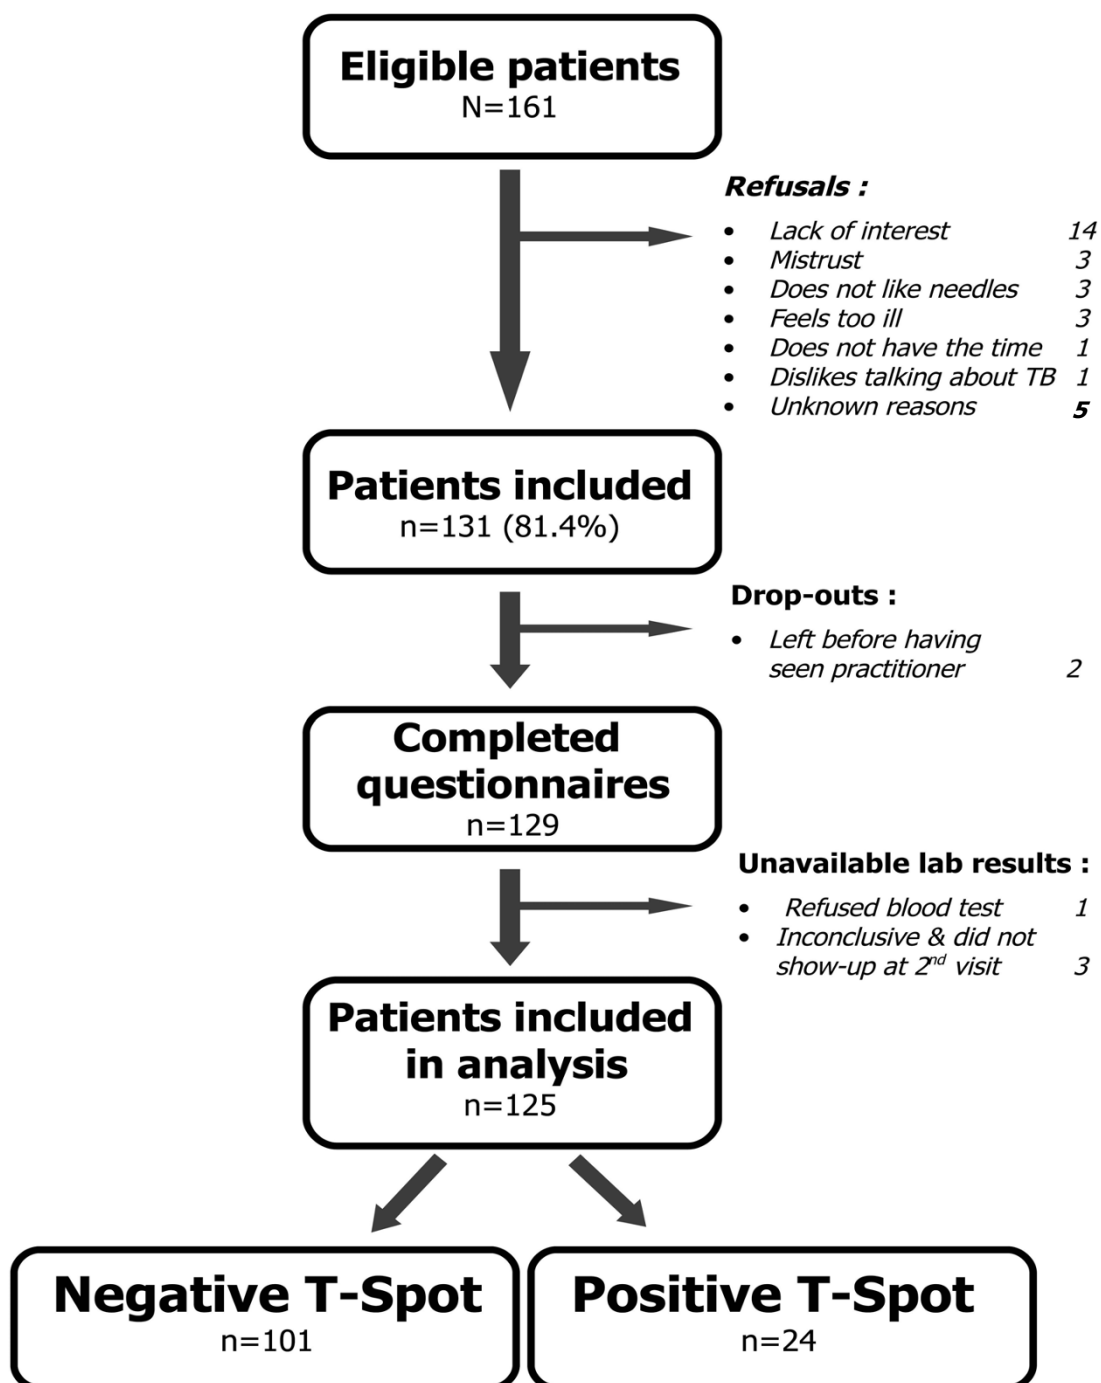 Eligible patients
N=161
Refusals :
• Lack of interest 14
• Mistrust 3
• Does not like needles 3
• Feels too ill 3
• Does not have the time 1
• Dislikes talking about TB 1
• Unknown reasons 5
Patients included
n=131 (81.4%)
Drop-outs :
• Left before having
seen practitioner 2
Completed
questionnaires
n=129
Unavailable lab results :
• Refused blood test 1
• Inconclusive & did not
show-up at 2nd visit 3
Patients included
in analysis
n=125
Negative T-Spot
n=101
Positive T-Spot
n=24